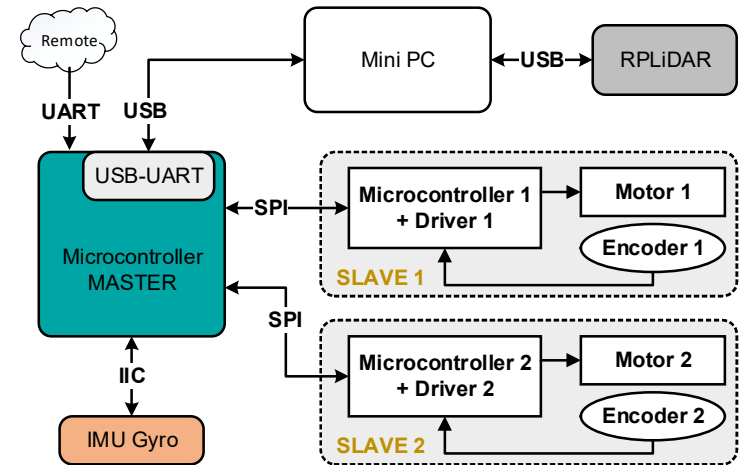 Remote
Mini PC
USB
RPLiDAR
UART
USB
USB-UART
Microcontroller
MASTER
SPI
Microcontroller 1
+ Driver 1
Motor 1
Encoder 1
SLAVE 1
SPI
Microcontroller 2
+ Driver 2
Motor 2
Encoder 2
SLAVE 2
IIC
IMU Gyro